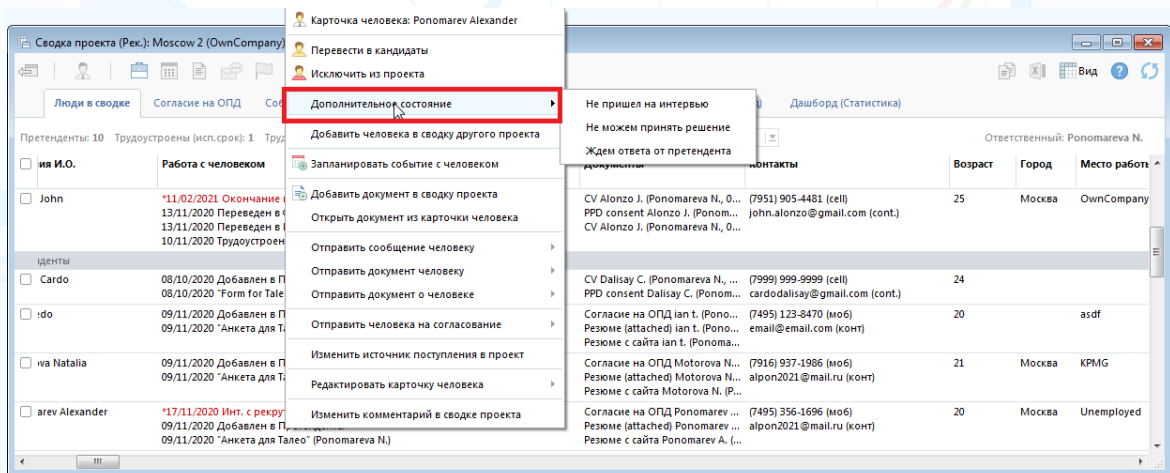 Карточка человека: Ponomarev Alexander
Сводка проекта (Рек.): Moscow 2 (OwnCompany)
Перевести в кандидаты
Исключить из проекта
Вид
Люди в сводке
Согласие на ОПД
Дополнительное состояние
Не пришел на интервью
Дашборд (Статистика)
Претенденты: 10 Трудоустроены (исп.срок): 1
Добавить человека в сводку другого проекта
Не можем принять решение
Ответственный: Ponomareva N.
Ждем ответа от претендента
ия И.О.
Работа с человеком
Запланировать событие с человеком
Документы
Контакты
Возраст
Город
Место работь
John
*11/02/2021 Окончание
13/11/2020 Переведен в
13/11/2020 Переведен в
10/11/2020 Трудоустроен
Добавить документ в сводку проекта
Открыть документ из карточки человека
CV Alonzo J. (Ponomareva N., 0...
PPD consent Alonzo J. (Ponom...
CV Alonzo J. (Ponomareva N., 0...
(7951) 905-4481 (cell)
john.alonzo@gmail.com (cont.)
25
Москва
OwnCompany
иденты
Отправить сообщение человеку
Отправить документ человеку
Отправить документ о человеке
Cardo
08/10/2020 Добавлен в П
08/10/2020 "Form for Tale
CV Dalisay C. (Ponomareva N., ...
PPD consent Dalisay C. (Ponom...
(7999) 999-9999 (cell)
cardodalisay@gmail.com (cont.)
24
Отправить человека на согласование
:do
09/11/2020 Добавлен в П
09/11/2020 "Анкета для Т
Согласие на ОПД ian t. (Pono...
Резюме (attached) ian t. (Pono...
Резюме с сайта ian t. (Ponoma...
(7495) 123-8470 (моб)
email@email.com (конт)
20
asdf
Изменить источник поступления в проект
Редактировать карточку человека
va Natalia
09/11/2020 Добавлен в П
09/11/2020 "Анкета для Т
Согласие на ОПД Motorova N...
Резюме (attached) Motorova N...
Резюме с сайта Motorova N. (P...
(7916) 937-1986 (моб)
alpon2021@mail.ru (конт)
21
Москва
KPMG
Изменить комментарий в сводке проекта
arev Alexander
*17/11/2020 Инт. с рекру
09/11/2020 Добавлен в Претенденты
09/11/2020 "Анкета для Талео" (Ponomareva N.)
Согласие на ОПД Ponomarev ...
Резюме (attached) Ponomarev ...
Резюме с сайта Ponomarev A. (...
(7495) 356-1696 (моб)
alpon2021@mail.ru (конт)
20
Москва
Unemployed